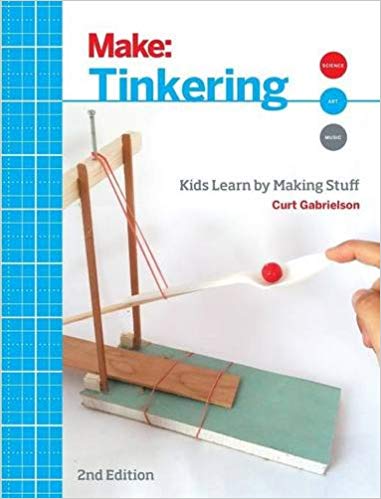 Make:
Tinkering
SCIENCE
ART
MUSIC
Kids Learn by Making Stuff
Curt Gabrielson
2nd Edition